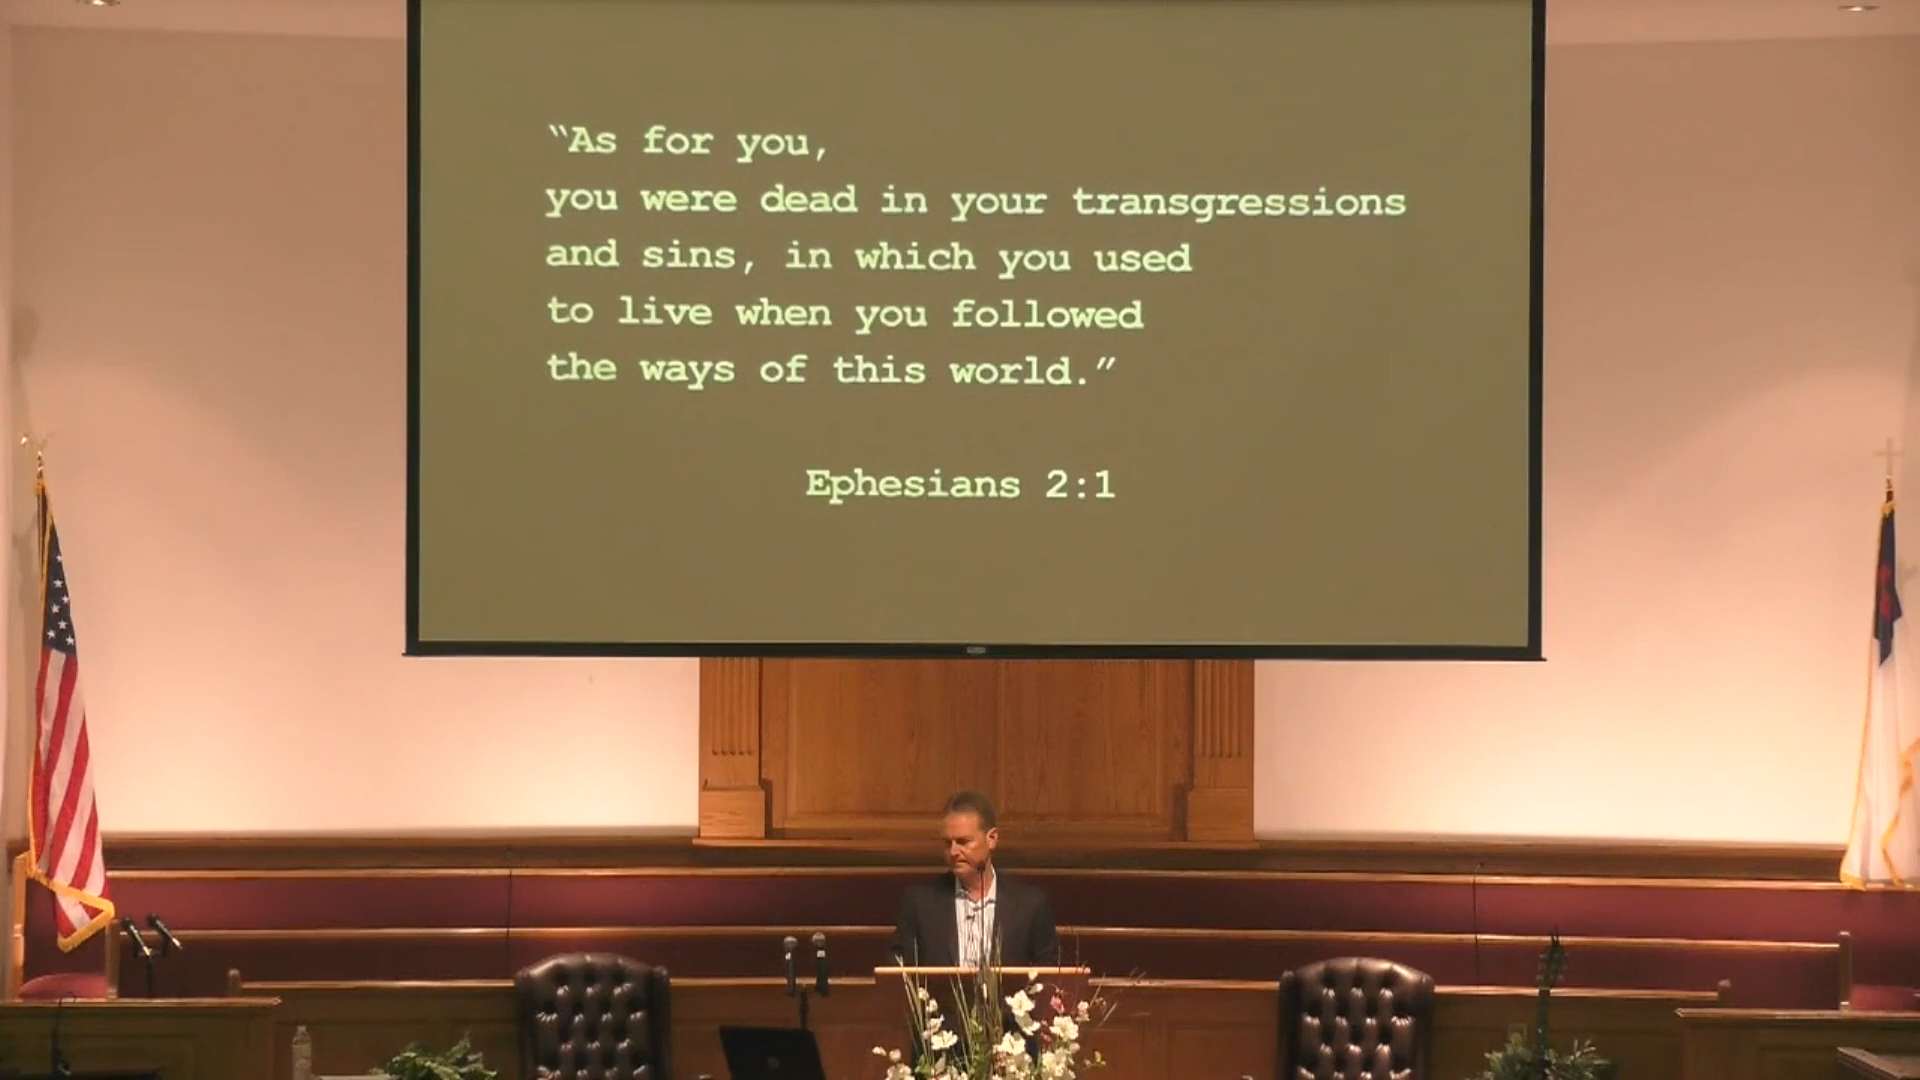 “As for you,
you were dead in your transgressions
and sins, in which you used
to live when you followed
the ways of this world.”
Ephesians 2:1